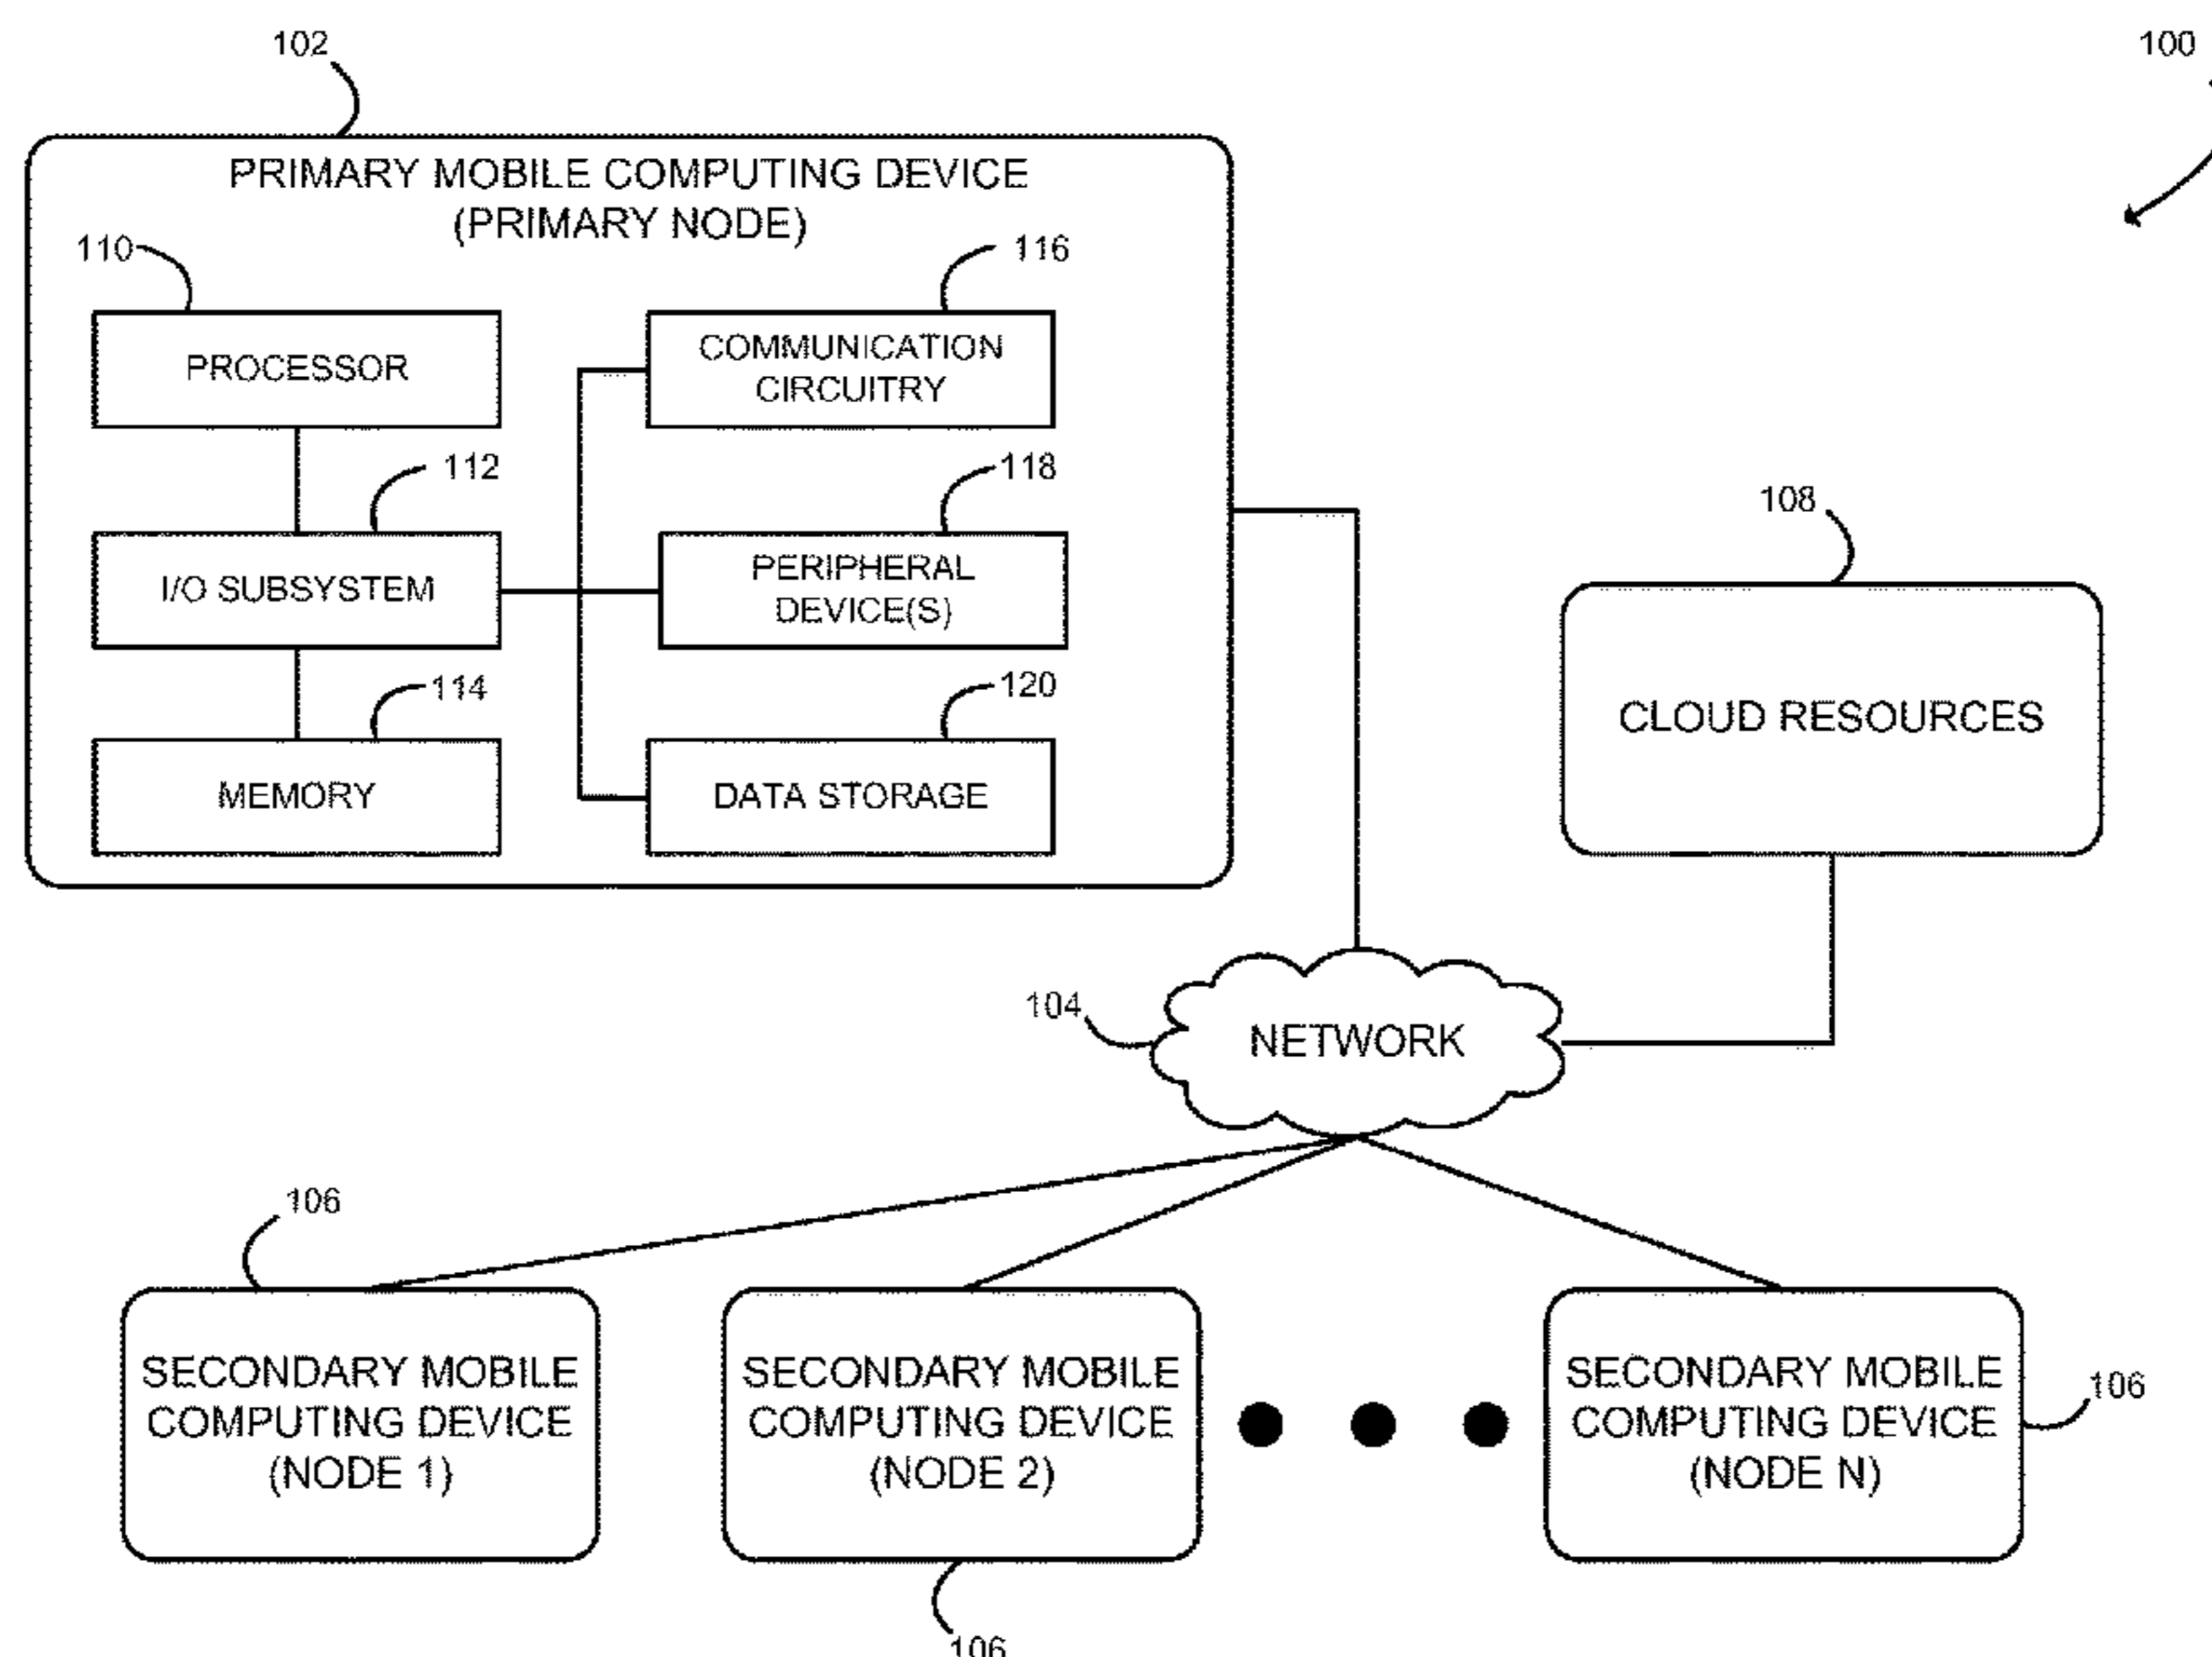 102
100
PRIMARY MOBILE COMPUTING DEVICE
(PRIMARY NODE)
110
116
PROCESSOR
COMMUNICATION
CIRCUITRY
112
118
I/O SUBSYSTEM
PERIPHERAL
DEVICE(S)
114
120
MEMORY
DATA STORAGE
108
CLOUD RESOURCES
104
NETWORK
106
SECONDARY MOBILE
COMPUTING DEVICE
(NODE 1)
SECONDARY MOBILE
COMPUTING DEVICE
(NODE 2)
106
SECONDARY MOBILE
COMPUTING DEVICE
(NODE N)
106